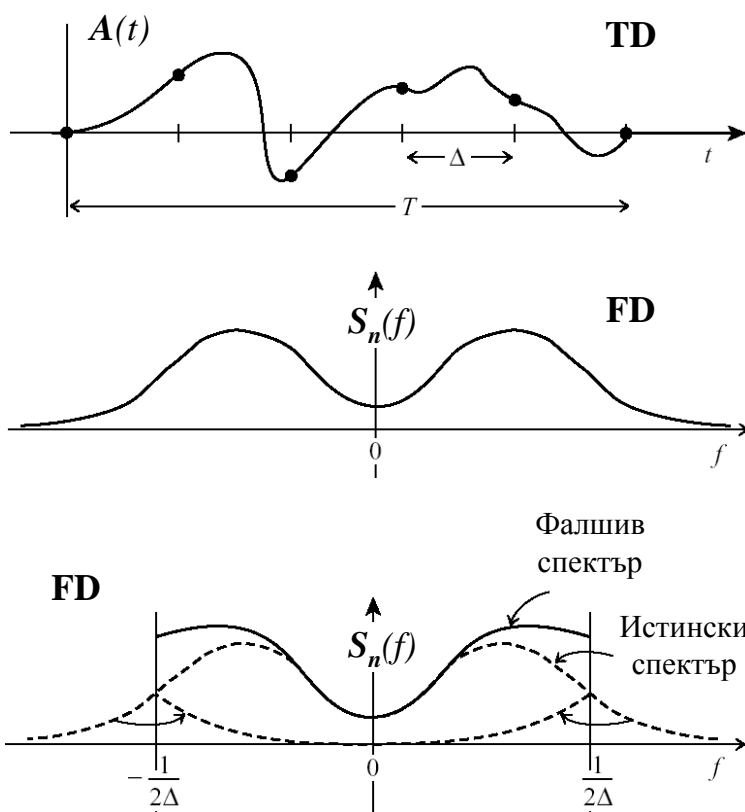 A(t)
TD
Δ
t
T
S_n(f)
FD
0
f
Фалшив
спектър
FD
S_n(f)
Истински
спектър
-1/2Δ
0
1/2Δ
f